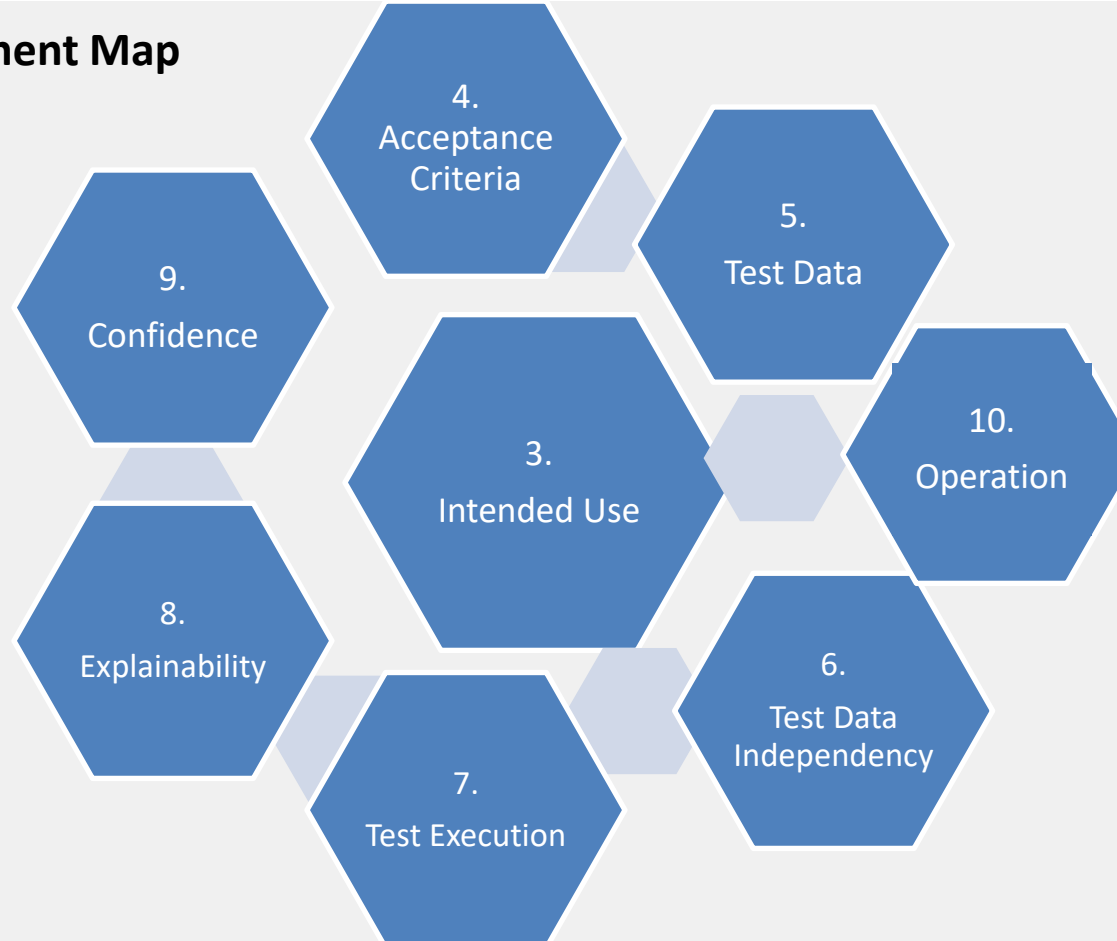 nent Map
4.
Acceptance
Criteria
5.
Test Data
9.
Confidence
10.
Operation
3.
Intended Use
8.
Explainability
6.
Test Data
Independency
7.
Test Execution